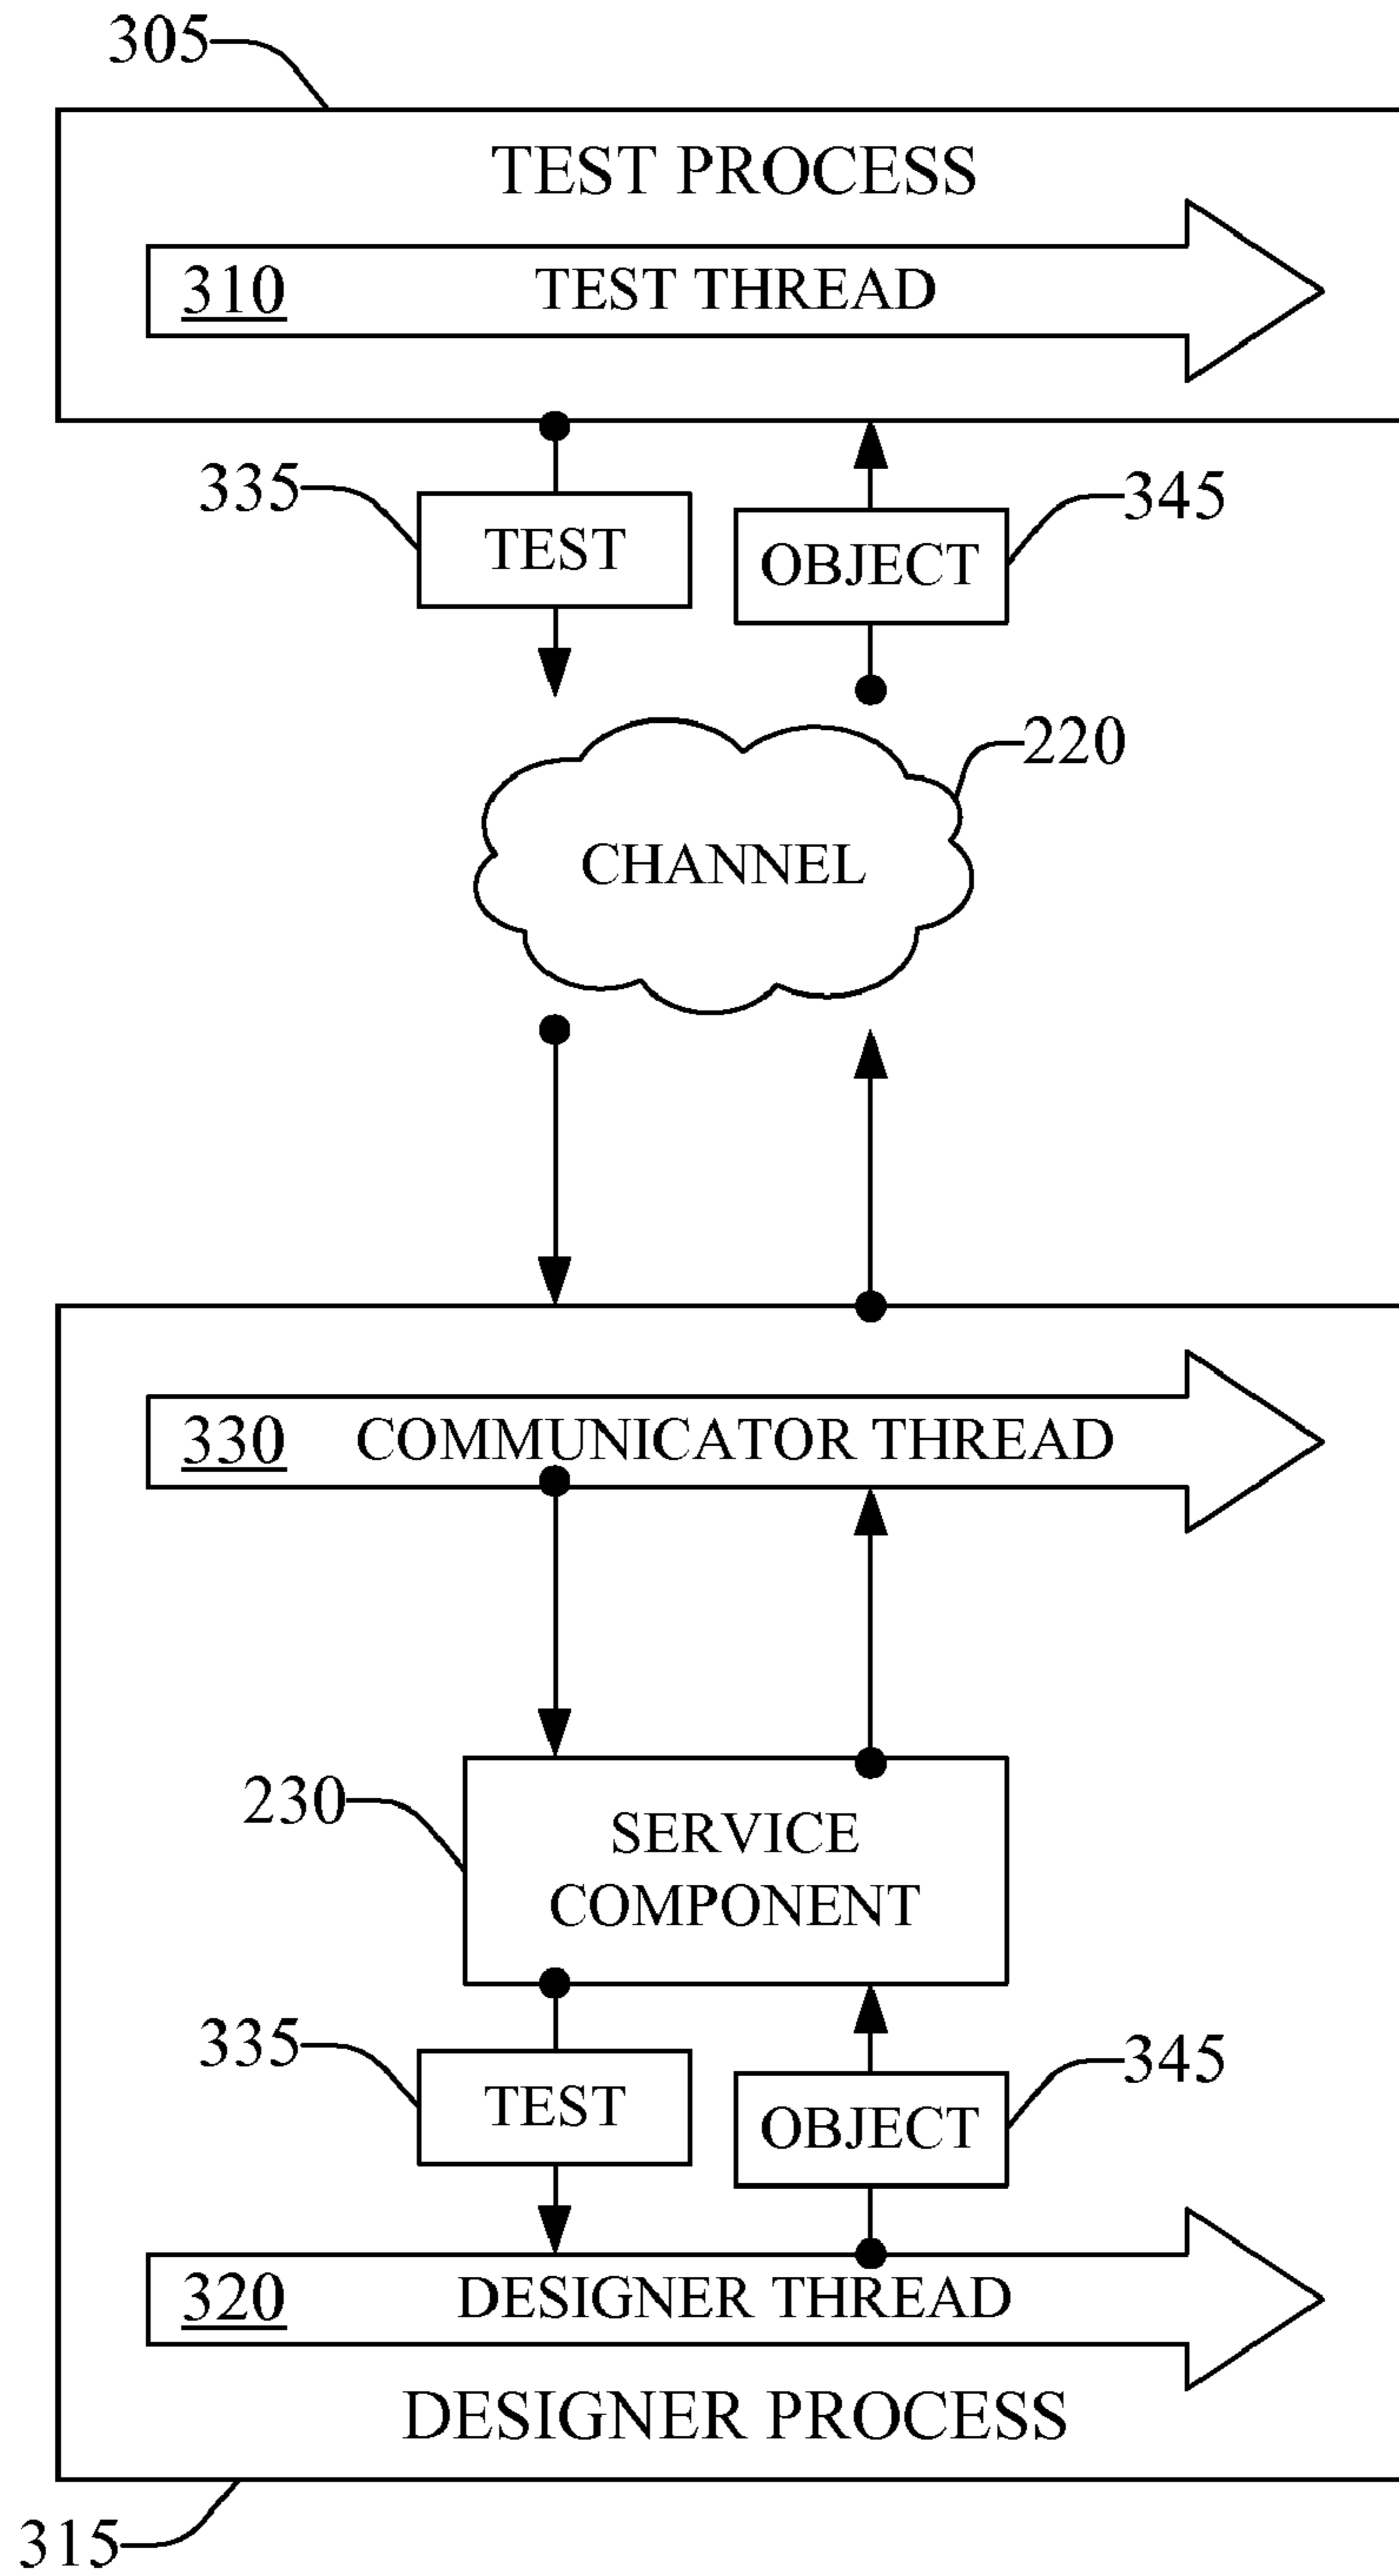 305
TEST PROCESS
310 TEST THREAD
335 TEST OBJECT 345
220
CHANNEL
330 COMMUNICATOR THREAD
230
SERVICE
COMPONENT
335 TEST OBJECT 345
320 DESIGNER THREAD
DESIGNER PROCESS
315